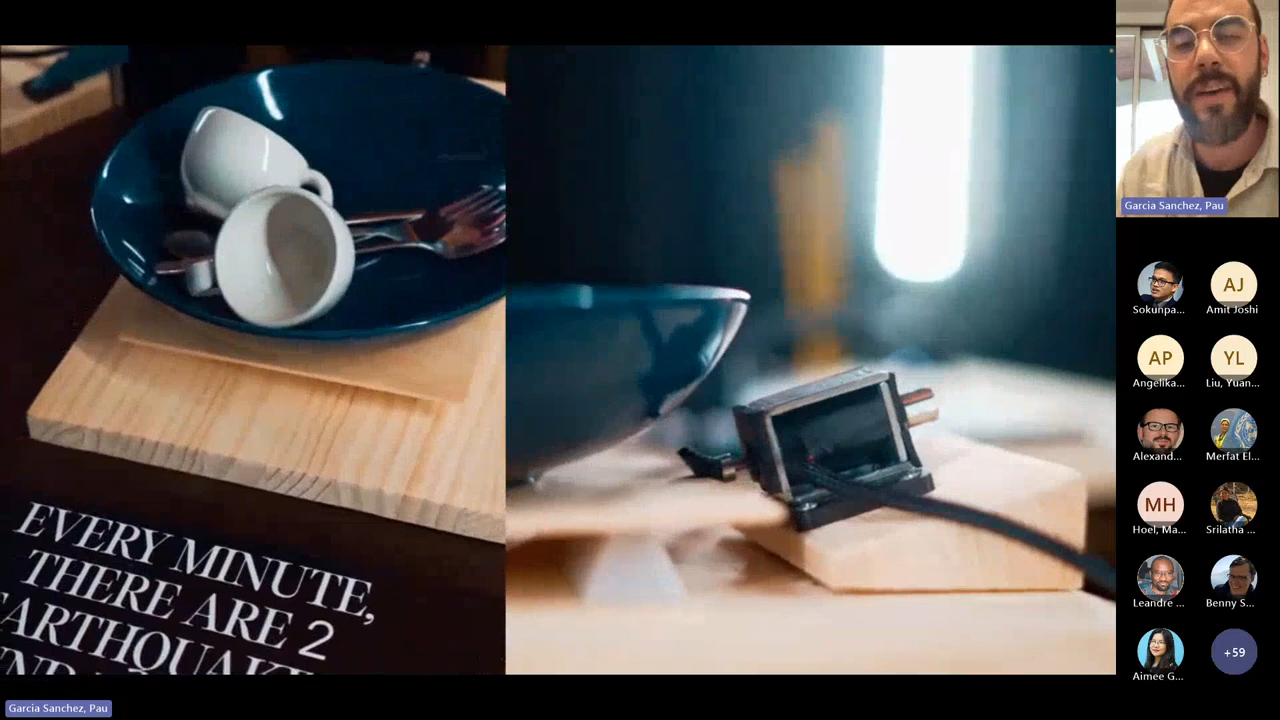 EVERY MINUTE,
THERE ARE 2
Garcia Sanchez, Pau
Garcia Sanchez, Pau
Sokunpa...
AJ
Amit Joshi
AP
Angelika...
YL
Liu, Yuan...
Alexand...
Merfat El...
MH
Hoel, Ma...
Srilatha ...
Leandre ...
Benny S...
Aimee G...
+59